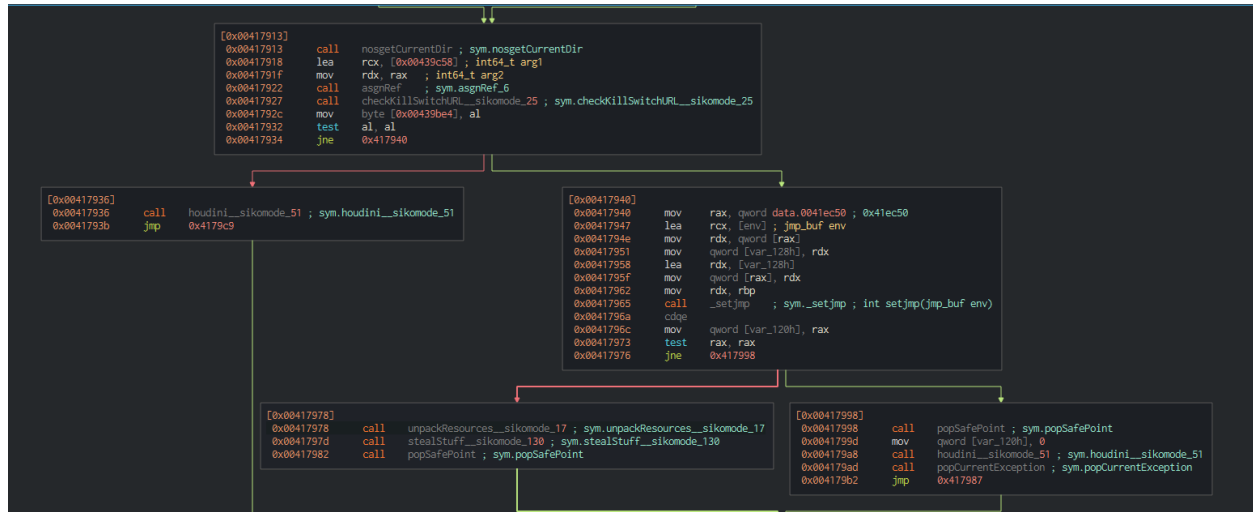 [0x00417913]
0x00417913 call nosgetCurrentDir ; sym.nosgetCurrentDir
0x00417918 lea rcx, [0x00439c58] ; int64_t arg1
0x0041791f mov rdx, rax ; int64_t arg2
0x00417922 call asgnRef ; sym.asgnRef_6
0x00417927 call checkKillSwitchURL__sikomode_25 ; sym.checkKillSwitchURL__sikomode_25
0x0041792c mov byte [0x00439be4], al
0x00417932 test al, al
0x00417934 jne 0x417940
[0x00417936]
0x00417936 call houdini__sikomode_51 ; sym.houdini__sikomode_51
0x0041793b jmp 0x4179c9
[0x00417940]
0x00417940 mov rax, qword data.0041ec50 ; 0x41ec50
0x00417947 lea rcx, [env] ; jmp_buf env
0x0041794e mov rdx, qword [rax]
0x00417951 mov qword [var_128h], rdx
0x00417958 lea rdx, [var_128h]
0x0041795f mov qword [rax], rdx
0x00417962 mov rdx, rbp
0x00417965 call _setjmp ; sym._setjmp ; int setjmp(jmp_buf env)
0x0041796a cdqe
0x0041796c mov qword [var_120h], rax
0x00417973 test rax, rax
0x00417976 jne 0x417998
[0x00417978]
0x00417978 call unpackResources__sikomode_17 ; sym.unpackResources__sikomode_17
0x0041797d call stealStuff__sikomode_130 ; sym.stealStuff__sikomode_130
0x00417982 call popSafePoint ; sym.popSafePoint
[0x00417998]
0x00417998 call popSafePoint ; sym.popSafePoint
0x0041799d mov qword [var_120h], 0
0x004179a8 call houdini__sikomode_51 ; sym.houdini__sikomode_51
0x004179ad call popCurrentException ; sym.popCurrentException
0x004179b2 jmp 0x417987